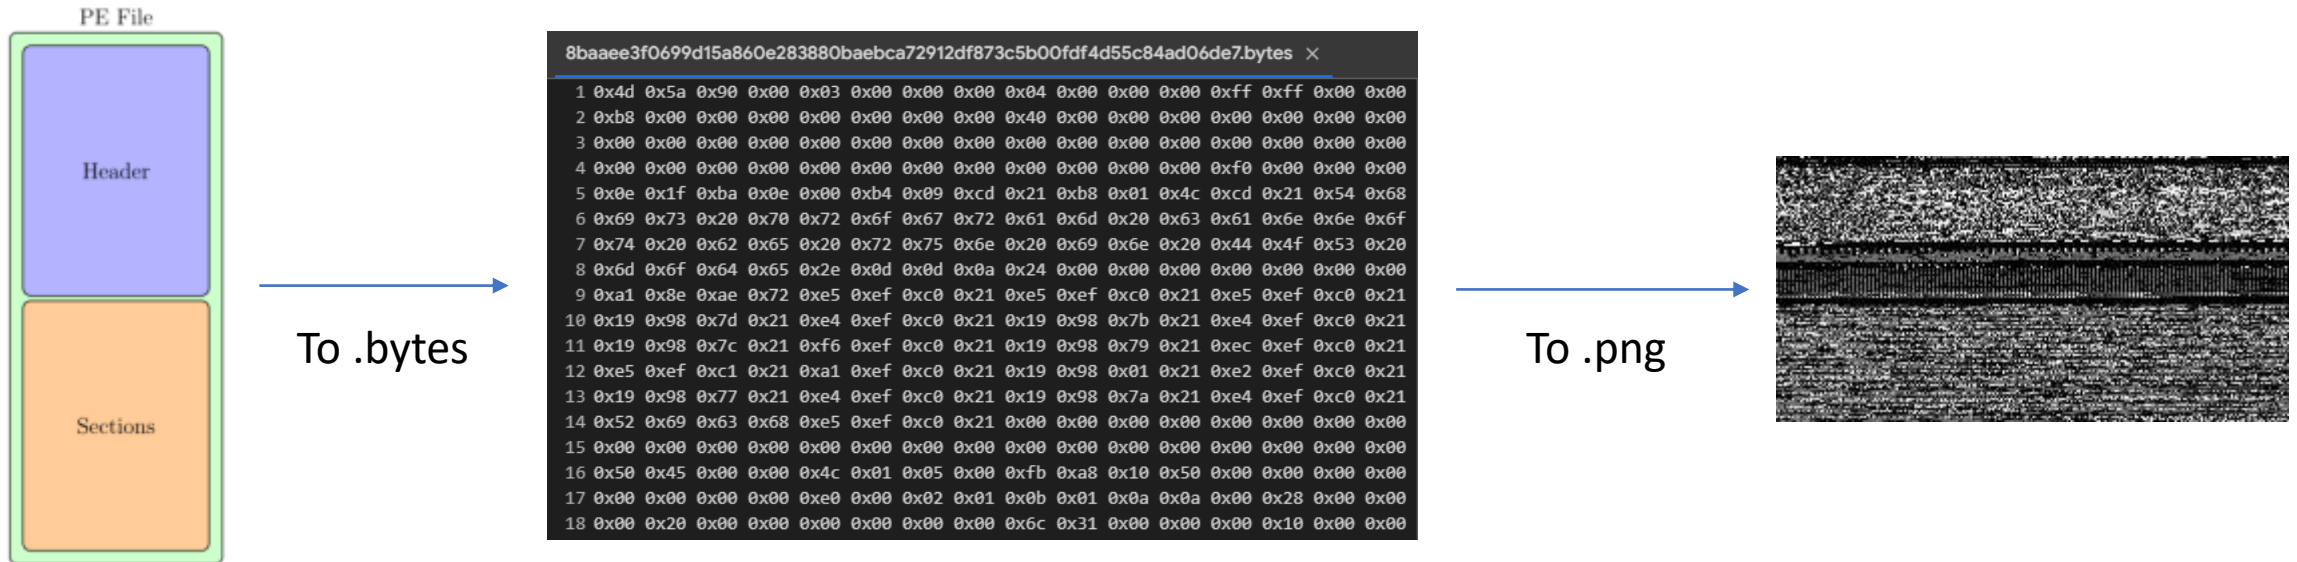 PE File
Header
Sections
To .bytes
8baaee3f0699d15a860e283880baebca72912df873c5b00fdf4d55c84ad06de7.bytes ×
1 0x4d 0x5a 0x90 0x00 0x03 0x00 0x00 0x00 0x04 0x00 0x00 0x00 0xff 0xff 0x00 0x00
2 0xb8 0x00 0x00 0x00 0x00 0x00 0x00 0x00 0x40 0x00 0x00 0x00 0x00 0x00 0x00 0x00
3 0x00 0x00 0x00 0x00 0x00 0x00 0x00 0x00 0x00 0x00 0x00 0x00 0x00 0x00 0x00 0x00
4 0x00 0x00 0x00 0x00 0x00 0x00 0x00 0x00 0x00 0x00 0x00 0x00 0xf0 0x00 0x00 0x00
5 0x0e 0x1f 0xba 0x0e 0x00 0xb4 0x09 0xcd 0x21 0xb8 0x01 0x4c 0xcd 0x21 0x54 0x68
6 0x69 0x73 0x20 0x70 0x72 0x6f 0x67 0x72 0x61 0x6d 0x20 0x63 0x61 0x6e 0x6e 0x6f
7 0x74 0x20 0x62 0x65 0x20 0x72 0x75 0x6e 0x20 0x69 0x6e 0x20 0x44 0x4f 0x53 0x20
8 0x6d 0x6f 0x64 0x65 0x2e 0x0d 0x0d 0x0a 0x24 0x00 0x00 0x00 0x00 0x00 0x00 0x00
9 0xa1 0x8e 0xae 0x72 0xe5 0xef 0xc0 0x21 0xe5 0xef 0xc0 0x21 0xe5 0xef 0xc0 0x21
10 0x19 0x98 0x7d 0x21 0xe4 0xef 0xc0 0x21 0x19 0x98 0x7b 0x21 0xe4 0xef 0xc0 0x21
11 0x19 0x98 0x7c 0x21 0xf6 0xef 0xc0 0x21 0x19 0x98 0x79 0x21 0xec 0xef 0xc0 0x21
12 0xe5 0xef 0xc1 0x21 0xa1 0xef 0xc0 0x21 0x19 0x98 0x01 0x21 0xe2 0xef 0xc0 0x21
13 0x19 0x98 0x77 0x21 0xe4 0xef 0xc0 0x21 0x19 0x98 0x7a 0x21 0xe4 0xef 0xc0 0x21
14 0x52 0x69 0x63 0x68 0xe5 0xef 0xc0 0x21 0x00 0x00 0x00 0x00 0x00 0x00 0x00 0x00
15 0x00 0x00 0x00 0x00 0x00 0x00 0x00 0x00 0x00 0x00 0x00 0x00 0x00 0x00 0x00 0x00
16 0x50 0x45 0x00 0x00 0x4c 0x01 0x05 0x00 0xfb 0xa8 0x10 0x50 0x00 0x00 0x00 0x00
17 0x00 0x00 0x00 0x00 0xe0 0x00 0x02 0x01 0x0b 0x01 0x0a 0x0a 0x00 0x28 0x00 0x00
18 0x00 0x20 0x00 0x00 0x00 0x00 0x00 0x00 0x6c 0x31 0x00 0x00 0x00 0x10 0x00 0x00
To .png